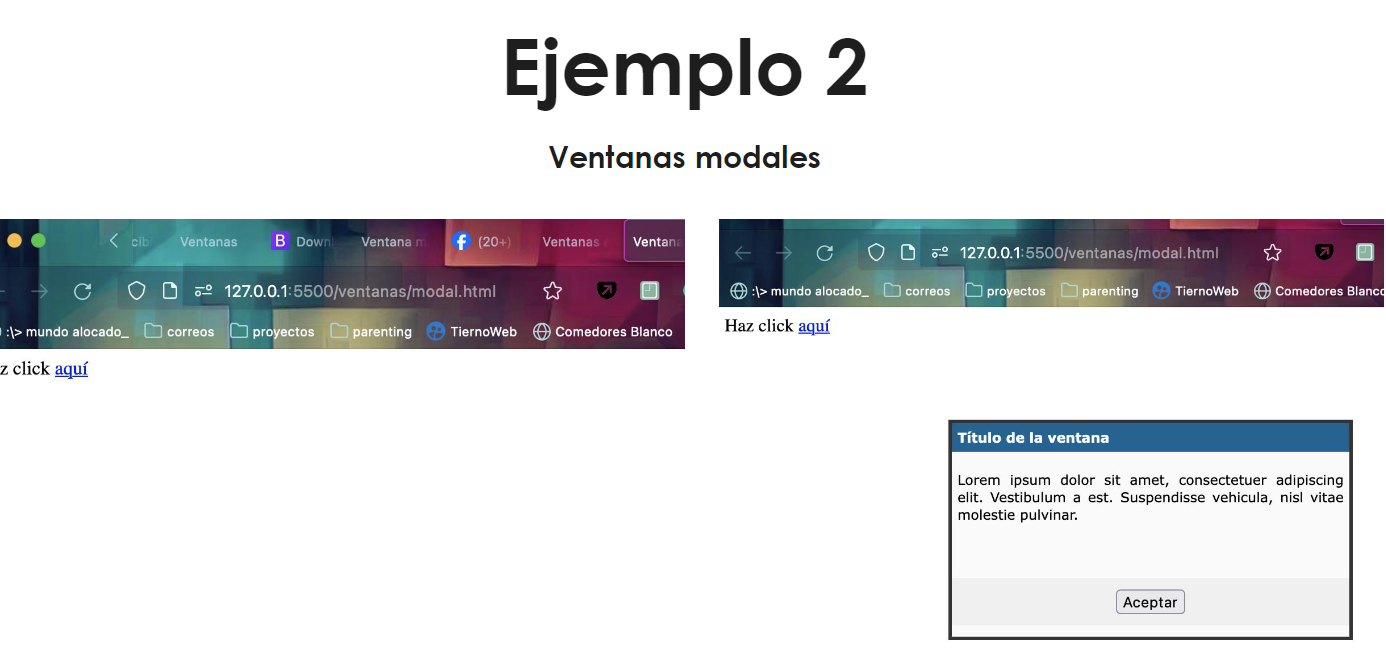 Ejemplo 2
Ventanas modales
Ventanas
Down
Ventana m
(20+)
Ventanas
Ventana
127.0.0.1:5500/ventanas/modal.html
:\> mundo alocado_ correos proyectos parenting TiernoWeb Comedores Blanco
z click aquí
127.0.0.1:5500/ventanas/modal.html
:\> mundo alocado_ correos proyectos parenting TiernoWeb Comedores Blanco
Haz click aquí
Título de la ventana
Lorem ipsum dolor sit amet, consectetuer adipiscing
elit. Vestibulum a est. Suspendisse vehicula, nisl vitae
molestie pulvinar.
Aceptar